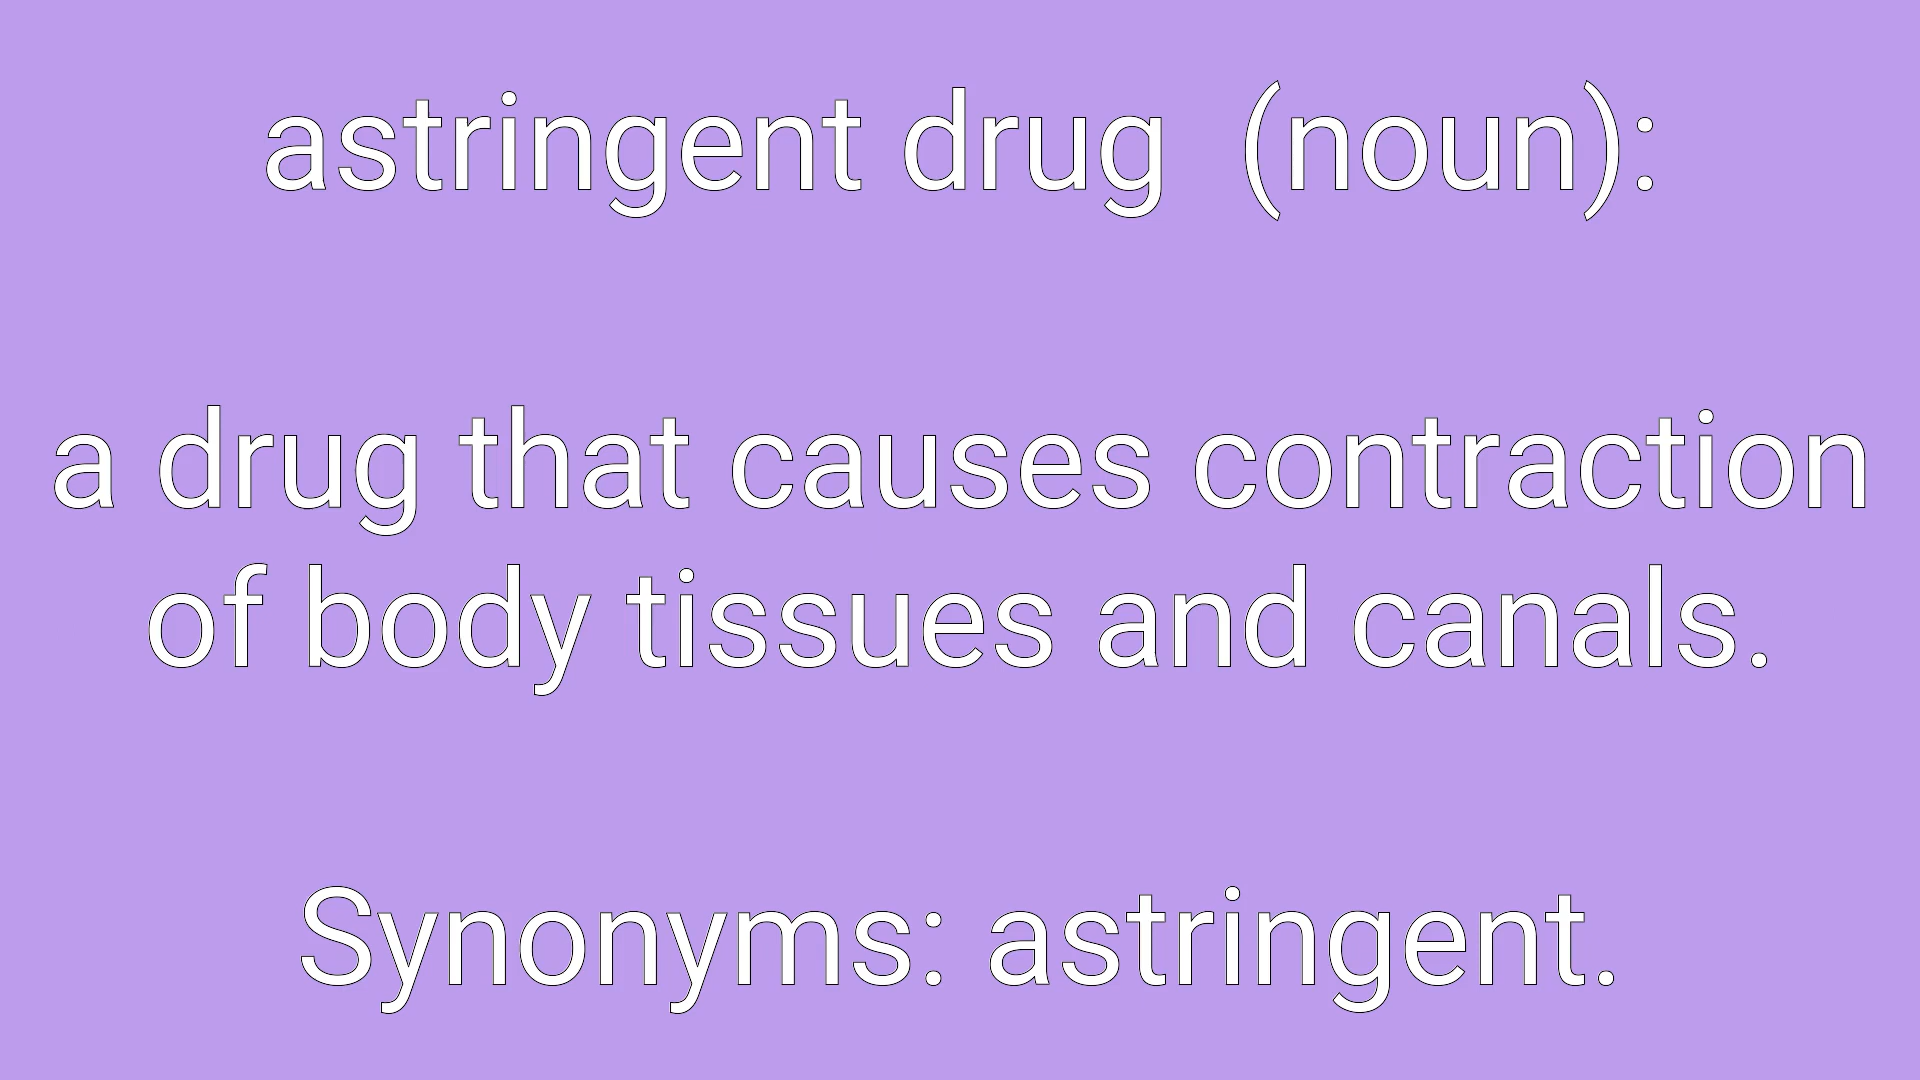 astringent drug  (noun):
a drug that causes contraction
of body tissues and canals.
Synonyms: astringent.